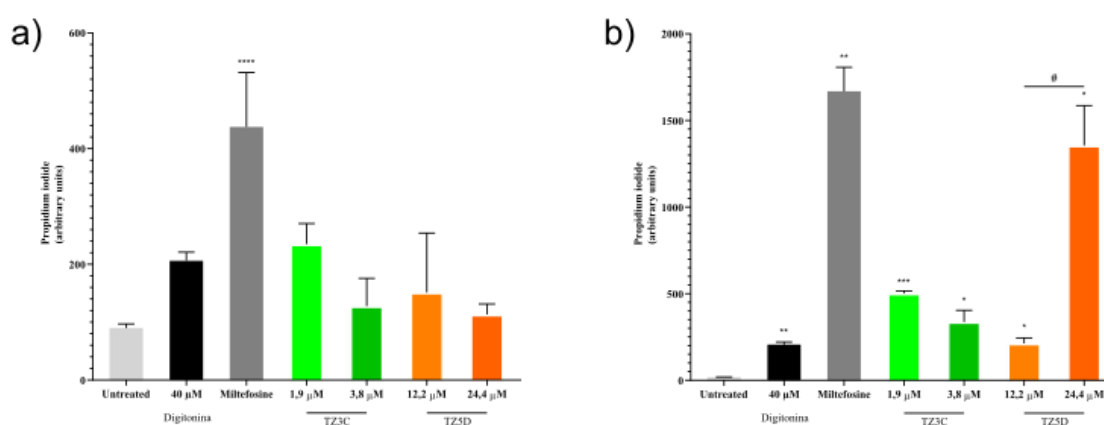 a)
Propidium iodide
(arbitrary units)
600
400
200
0
****
Untreated 40 μM Miltefosine 1,9 μM 3,8 μM 12,2 μM 24,4 μM
Digitonina TZ3C TZ5D
b)
Propidium iodide
(arbitrary units)
2000
1500
1000
500
0
**
**
***
*
*
*
Untreated 40 μM Miltefosine 1,9 μM 3,8 μM 12,2 μM 24,4 μM
Digitonina TZ3C TZ5D